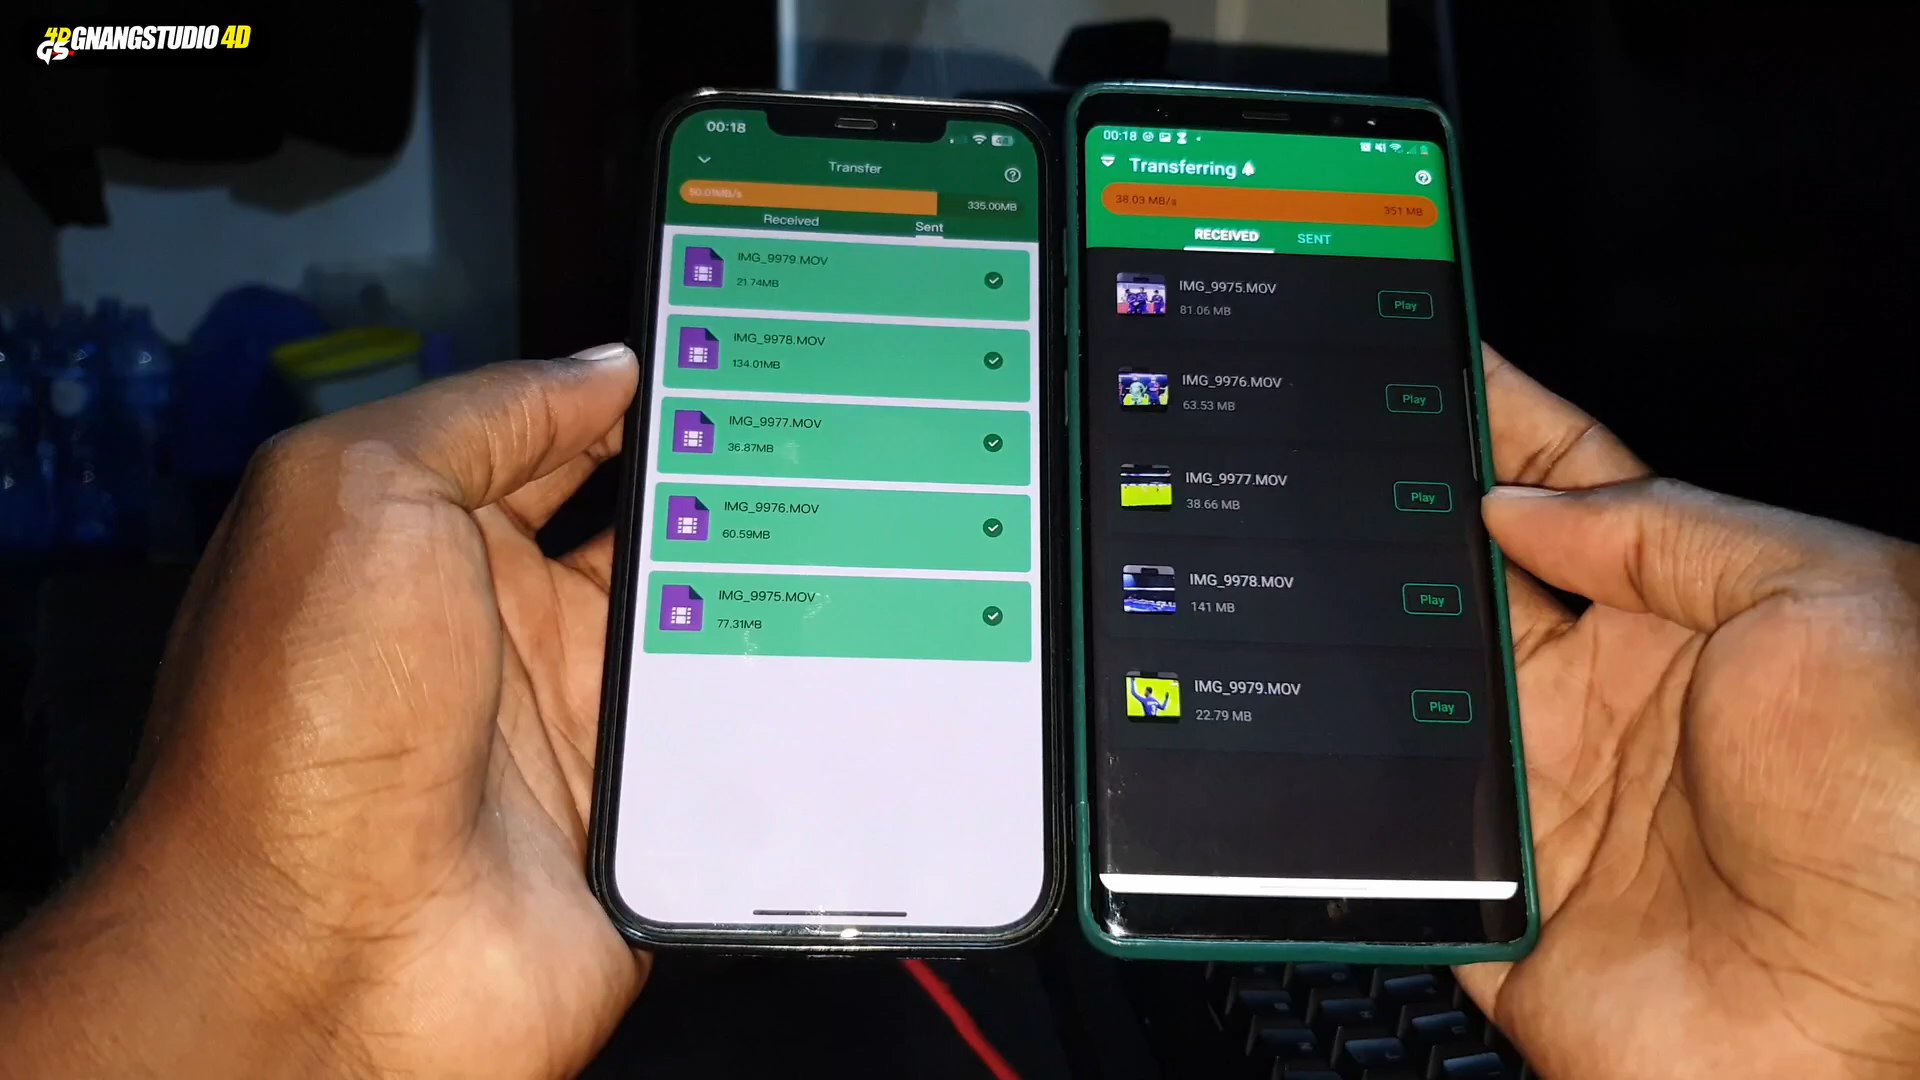 GNANGSTUDIO 4D
00:18
Transfer
50.01MB/s
335.00MB
Received
Sent
IMG_9979.MOV
21.74MB
IMG_9978.MOV
134.01MB
IMG_9977.MOV
36.87MB
IMG_9976.MOV
60.59MB
IMG_9975.MOV
77.31MB
00:18
Transferring
38.03 MB/s
351 MB
RECEIVED
SENT
IMG_9975.MOV
81.06 MB
Play
IMG_9976.MOV
63.53 MB
Play
IMG_9977.MOV
38.66 MB
Play
IMG_9978.MOV
141 MB
Play
IMG_9979.MOV
22.79 MB
Play